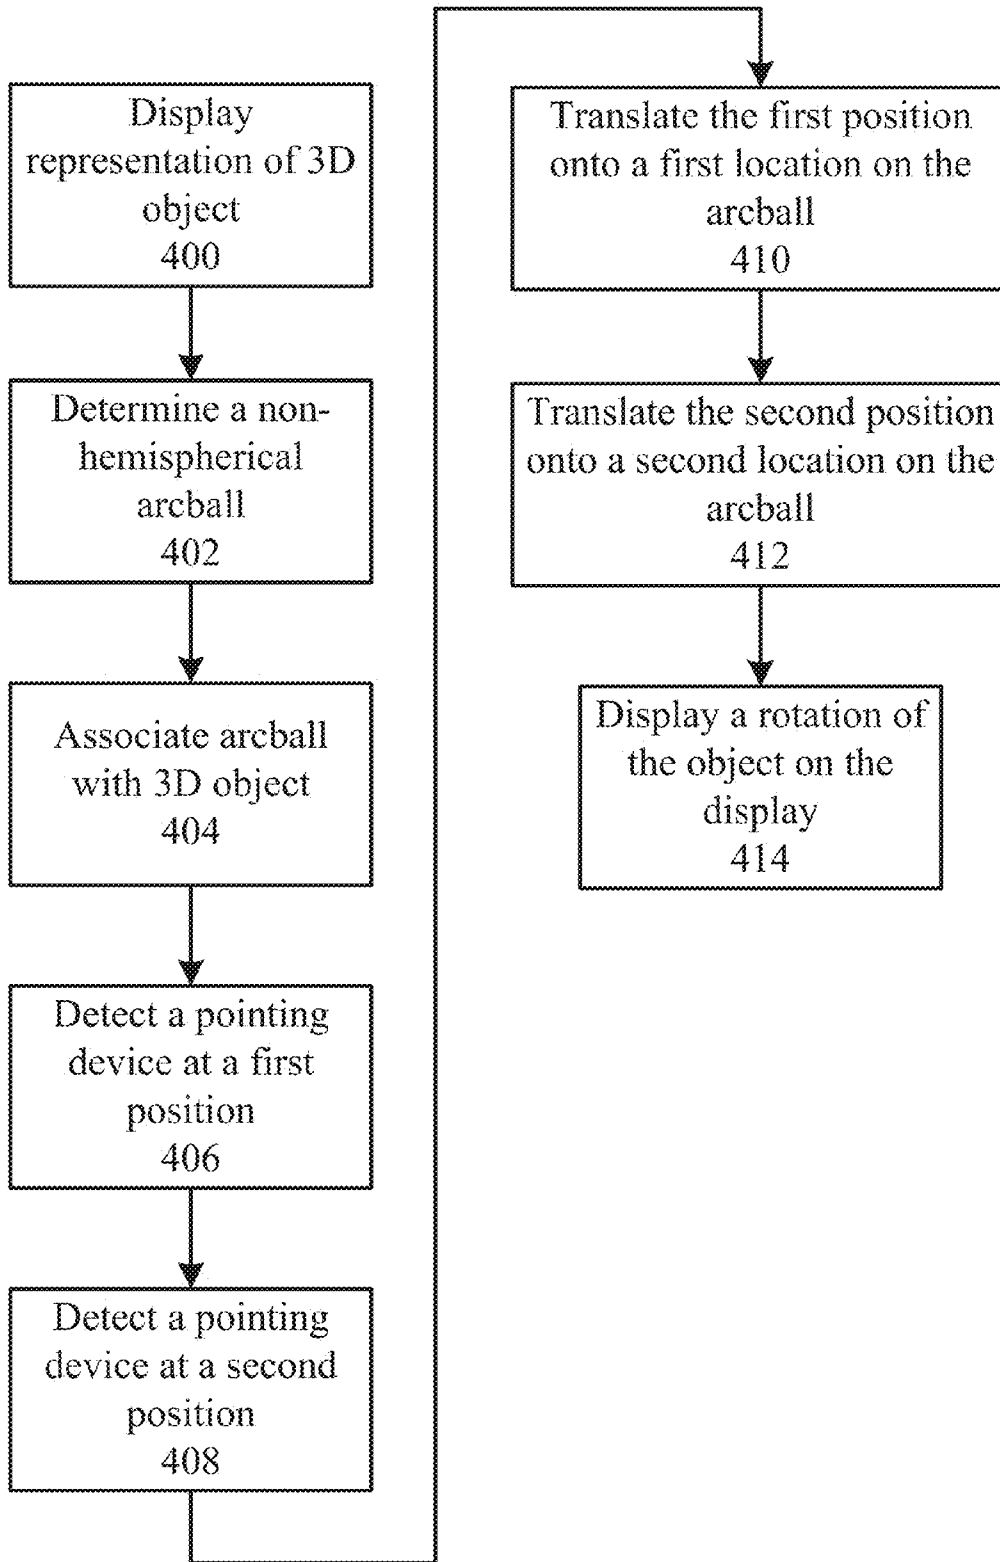 Display
representation of 3D
object
400
Determine a non-
hemispherical
arcball
402
Associate arcball
with 3D object
404
Detect a pointing
device at a first
position
406
Detect a pointing
device at a second
position
408
Translate the first position
onto a first location on the
arcball
410
Translate the second position
onto a second location on the
arcball
412
Display a rotation of
the object on the
display
414